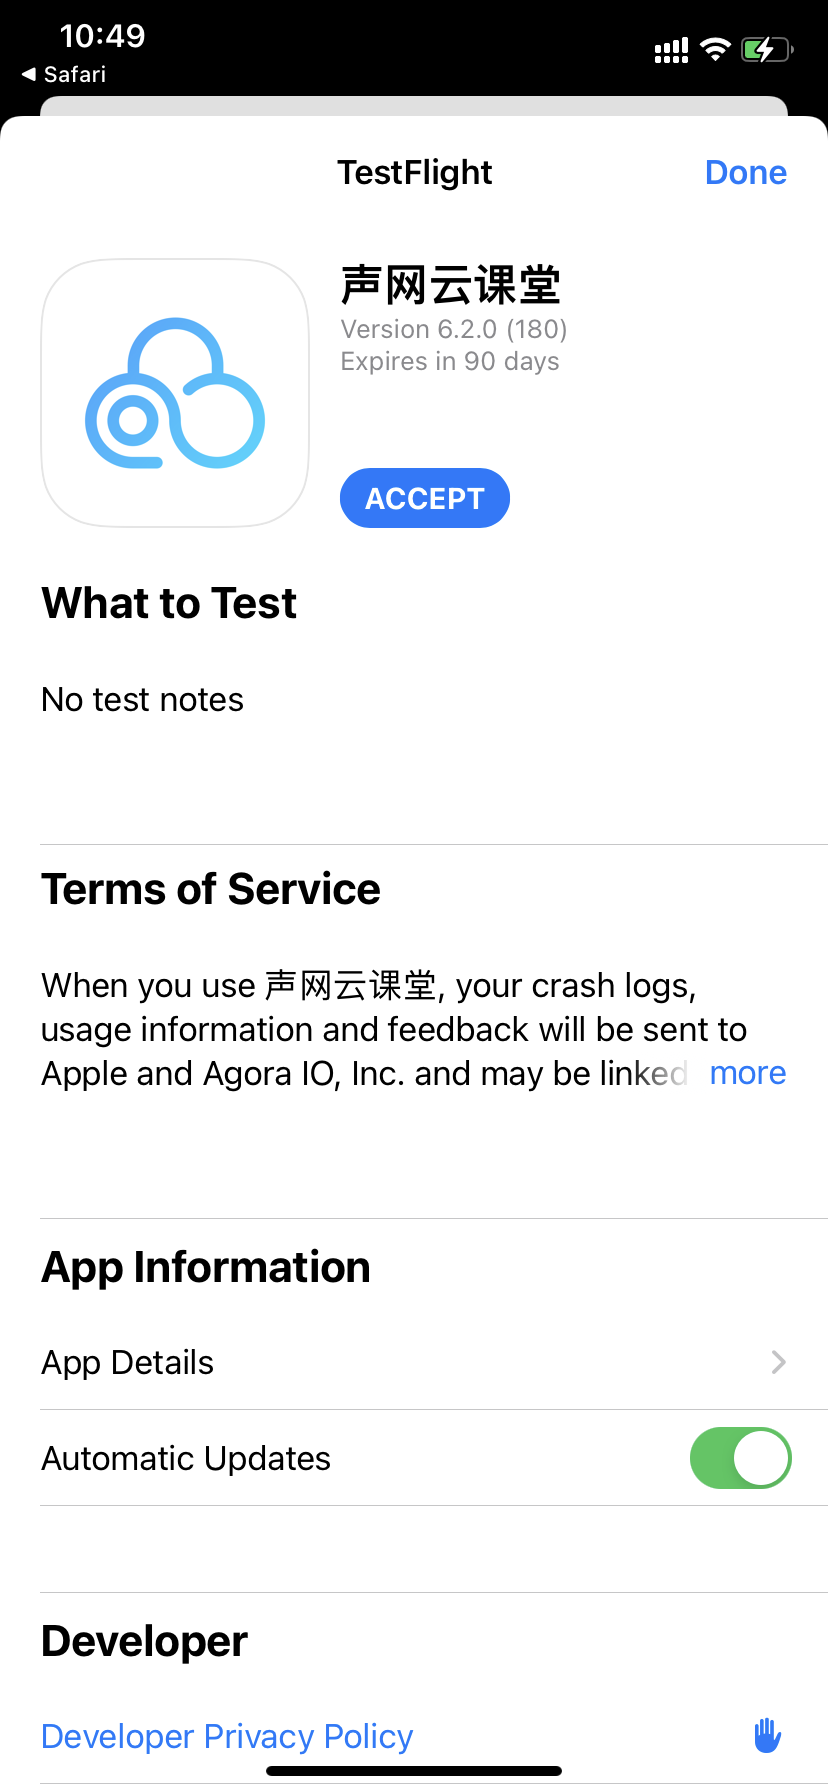 10:49
Safari
TestFlight
Done
声网云课堂
Version 6.2.0 (180)
Expires in 90 days
ACCEPT
What to Test
No test notes
Terms of Service
When you use 声网云课堂, your crash logs,
usage information and feedback will be sent to
Apple and Agora IO, Inc. and may be linked more
App Information
App Details
Automatic Updates
Developer
Developer Privacy Policy